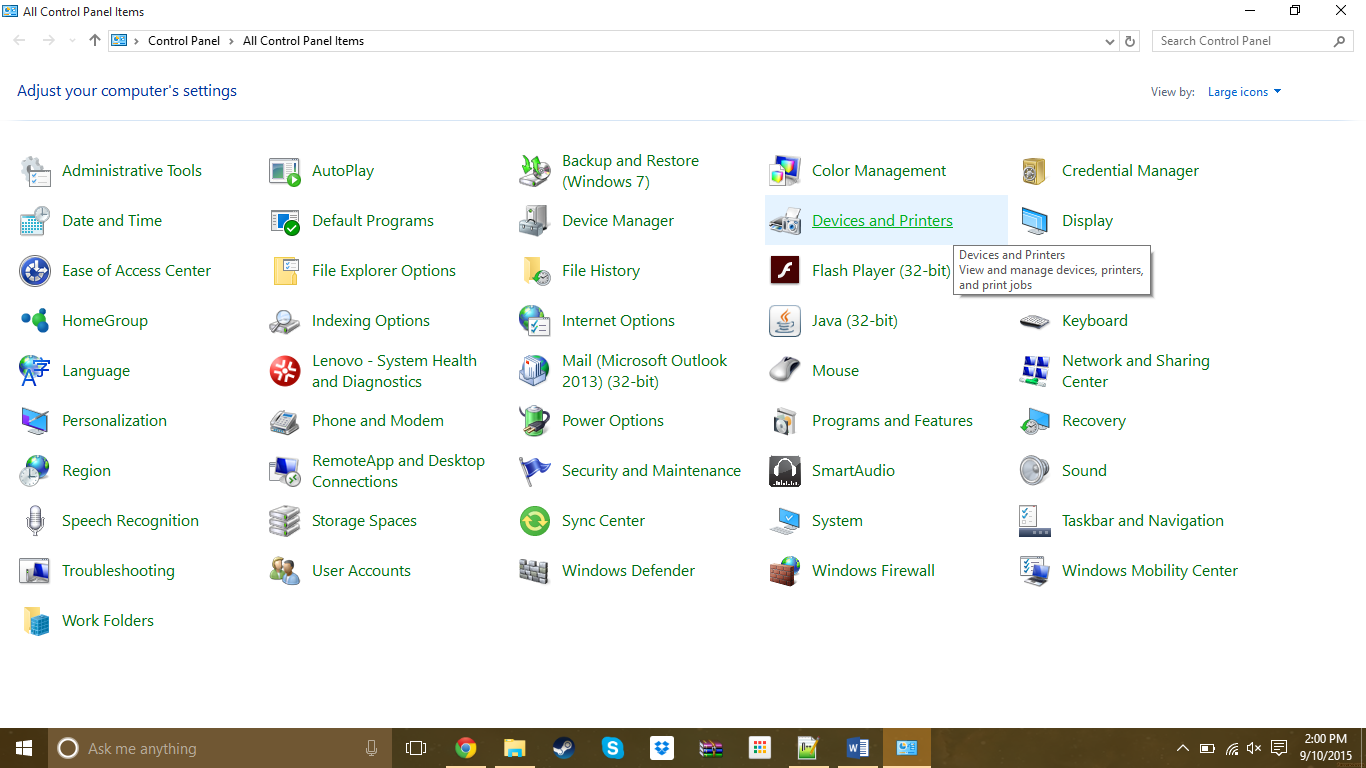 All Control Panel Items
Control Panel > All Control Panel Items
Search Control Panel
Adjust your computer's settings
View by: Large icons
Administrative Tools
AutoPlay
Backup and Restore
(Windows 7)
Color Management
Credential Manager
Date and Time
Default Programs
Device Manager
Devices and Printers
Display
Devices and Printers
View and manage devices, printers,
and print jobs
Ease of Access Center
File Explorer Options
File History
Flash Player (32-bit)
HomeGroup
Indexing Options
Internet Options
Java (32-bit)
Keyboard
Language
Lenovo - System Health
and Diagnostics
Mail (Microsoft Outlook
2013) (32-bit)
Mouse
Network and Sharing
Center
Personalization
Phone and Modem
Power Options
Programs and Features
Recovery
Region
RemoteApp and Desktop
Connections
Security and Maintenance
SmartAudio
Sound
Speech Recognition
Storage Spaces
Sync Center
System
Taskbar and Navigation
Troubleshooting
User Accounts
Windows Defender
Windows Firewall
Windows Mobility Center
Work Folders
Ask me anything
2:00 PM
9/10/2015